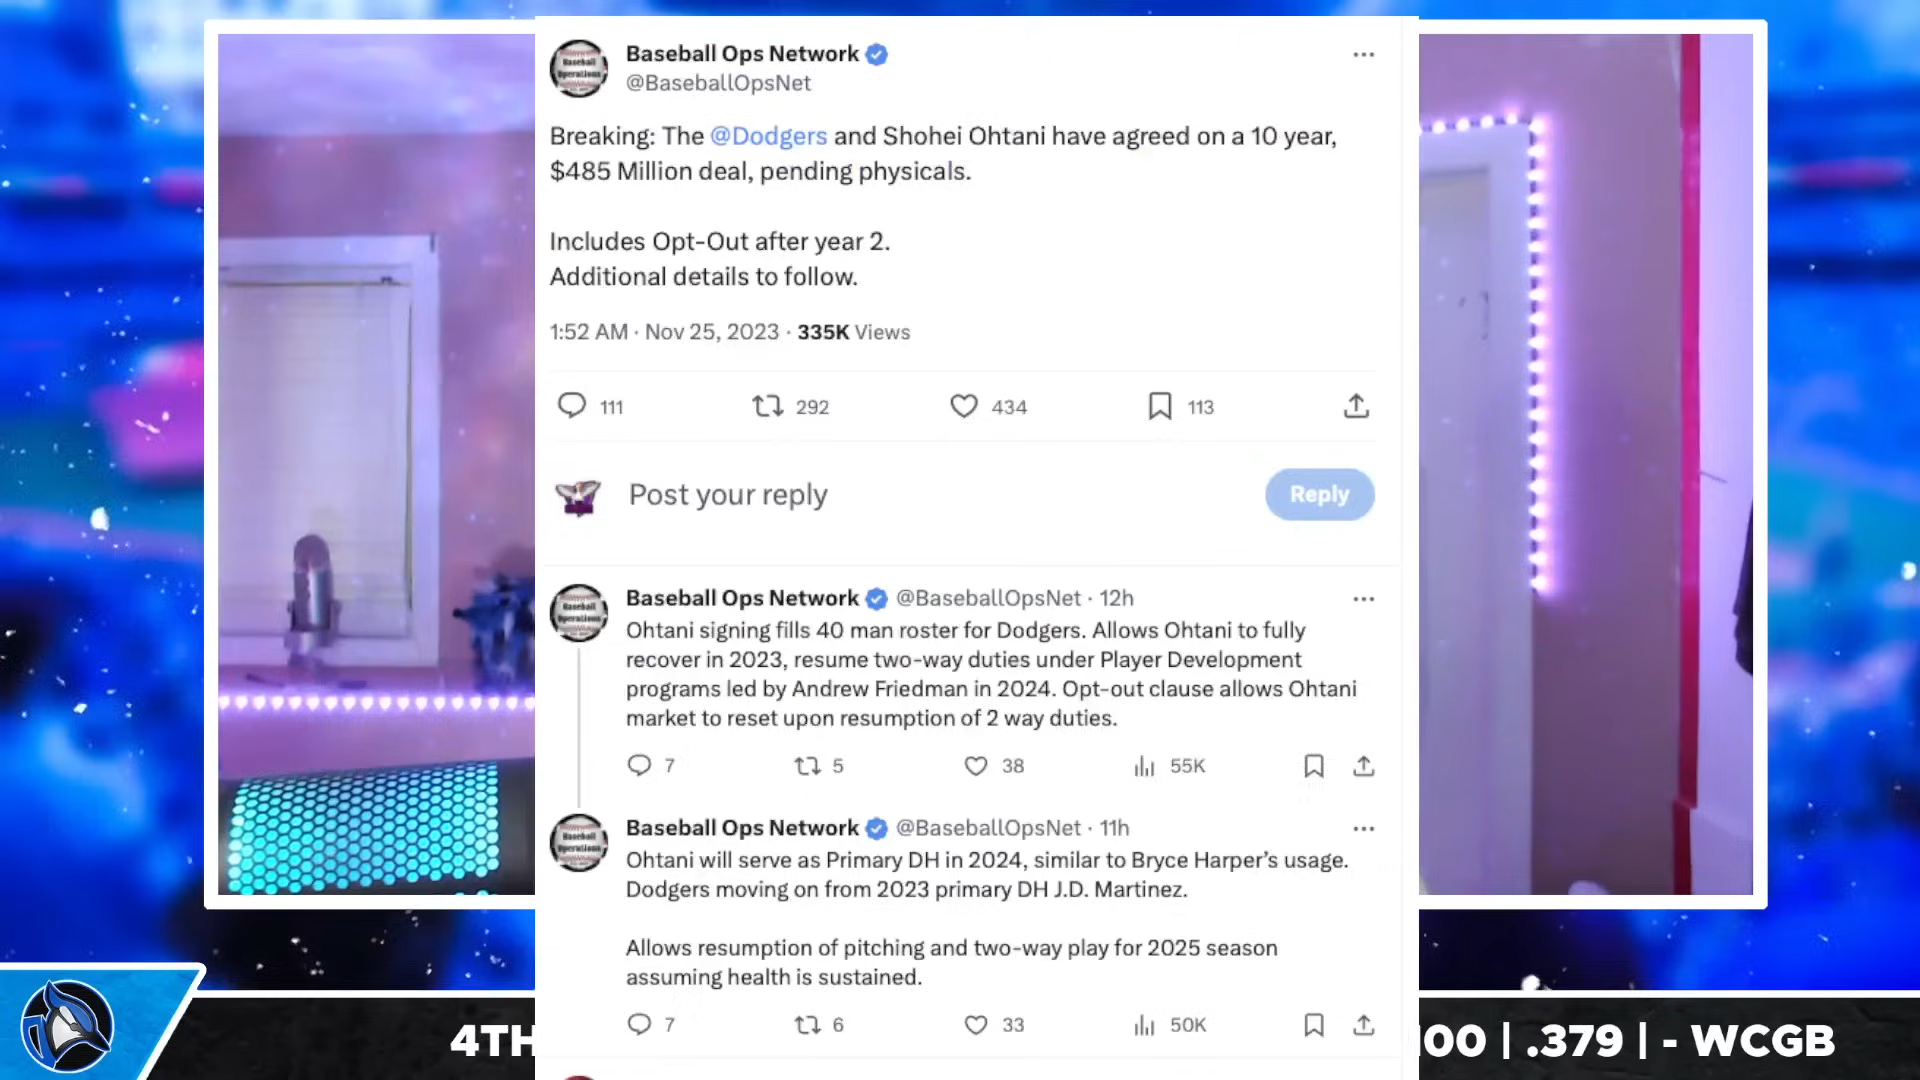 Baseball Ops Network
@BaseballOpsNet
Breaking: The @Dodgers and Shohei Ohtani have agreed on a 10 year,
$485 Million deal, pending physicals.
Includes Opt-Out after year 2.
Additional details to follow.
1:52 AM · Nov 25, 2023 · 335K Views
111 292 434 113
Post your reply
Reply
Baseball Ops Network @BaseballOpsNet · 12h
Ohtani signing fills 40 man roster for Dodgers. Allows Ohtani to fully
recover in 2023, resume two-way duties under Player Development
programs led by Andrew Friedman in 2024. Opt-out clause allows Ohtani
market to reset upon resumption of 2 way duties.
7 5 38 55K
Baseball Ops Network @BaseballOpsNet · 11h
Ohtani will serve as Primary DH in 2024, similar to Bryce Harper's usage.
Dodgers moving on from 2023 primary DH J.D. Martinez.
Allows resumption of pitching and two-way play for 2025 season
assuming health is sustained.
7 6 33 50K
4TH 00 | .379 | - WCGB